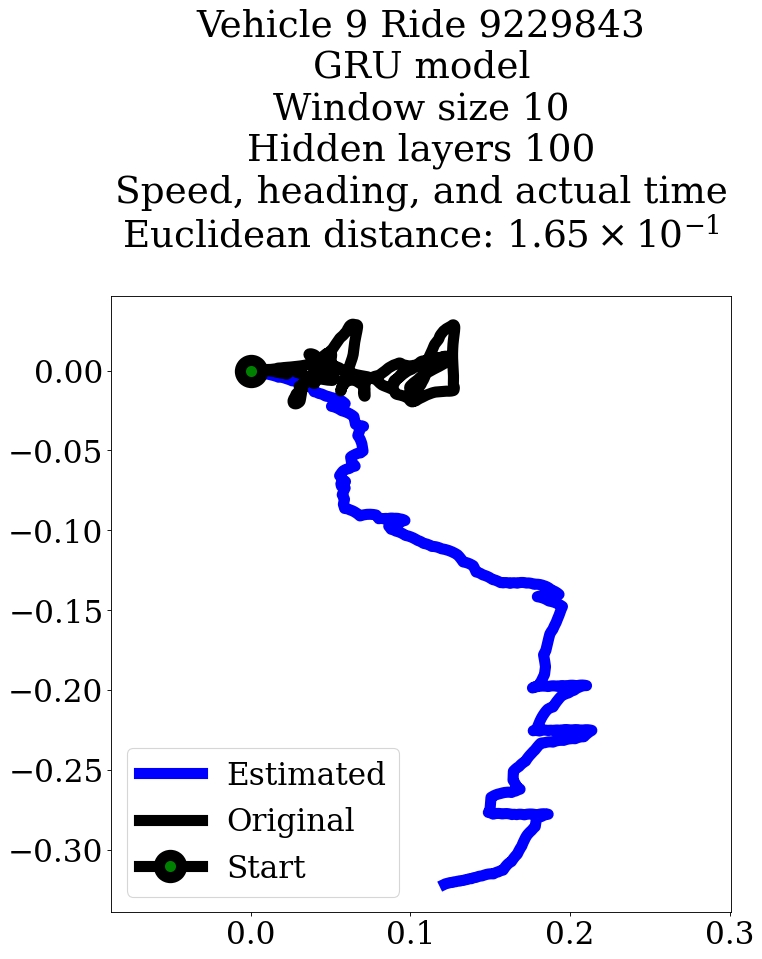 Vehicle 9 Ride 9229843
GRU model
Window size 10
Hidden layers 100
Speed, heading, and actual time
Euclidean distance: 1.65 × 10⁻¹
0.00
−0.05
−0.10
−0.15
−0.20
−0.25
−0.30
Estimated
Original
Start
0.0 0.1 0.2 0.3